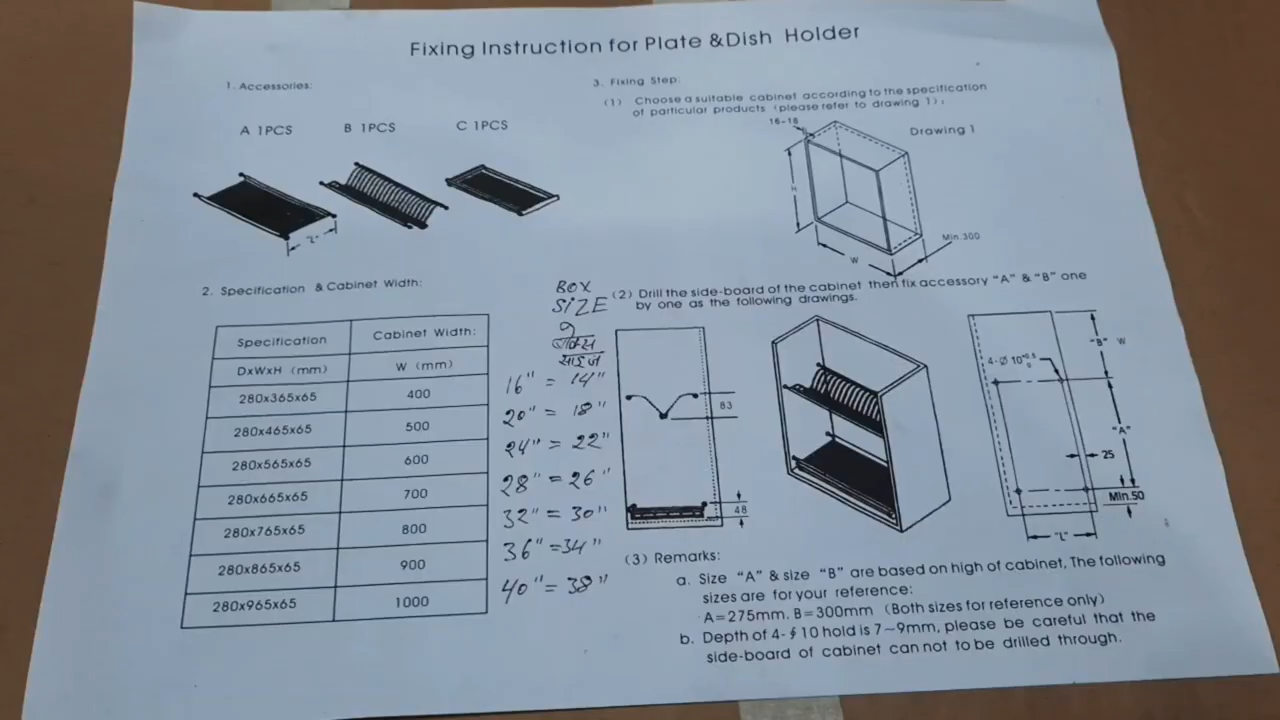 Fixing Instruction for Plate &Dish Holder
1. Accessories:
A 1PCS
B 1PCS
C 1PCS
"L"
2. Specification & Cabinet Width:
Specification
Cabinet Width:
DxWxH (mm)
W (mm)
280x365x65
400
280x465x65
500
280x565x65
600
280x665x65
700
280x765x65
800
280x865x65
900
280x965x65
1000
BOX
SIZE
बाक्स
साइज
16" = 14"
20" = 18"
24" = 22"
28" = 26"
32" = 30"
36" = 34"
40" = 38"
3. Fixing Step:
(1) Choose a suitable cabinet according to the specification
of particular products (please refer to drawing 1);
16-18
Drawing 1
H
W
Min.300
(2) Drill the side-board of the cabinet then fix accessory "A" & "B" one
by one as the following drawings.
83
48
4-Ø 10 +0.5 0
"B"
W
"A"
25
Min.50
"L"
(3) Remarks:
a. Size "A" & size "B" are based on high of cabinet, The following
sizes are for your reference:
A=275mm. B=300mm (Both sizes for reference only)
b. Depth of 4- ∮ 10 hold is 7~9mm, please be careful that the
side-board of cabinet can not to be drilled through.